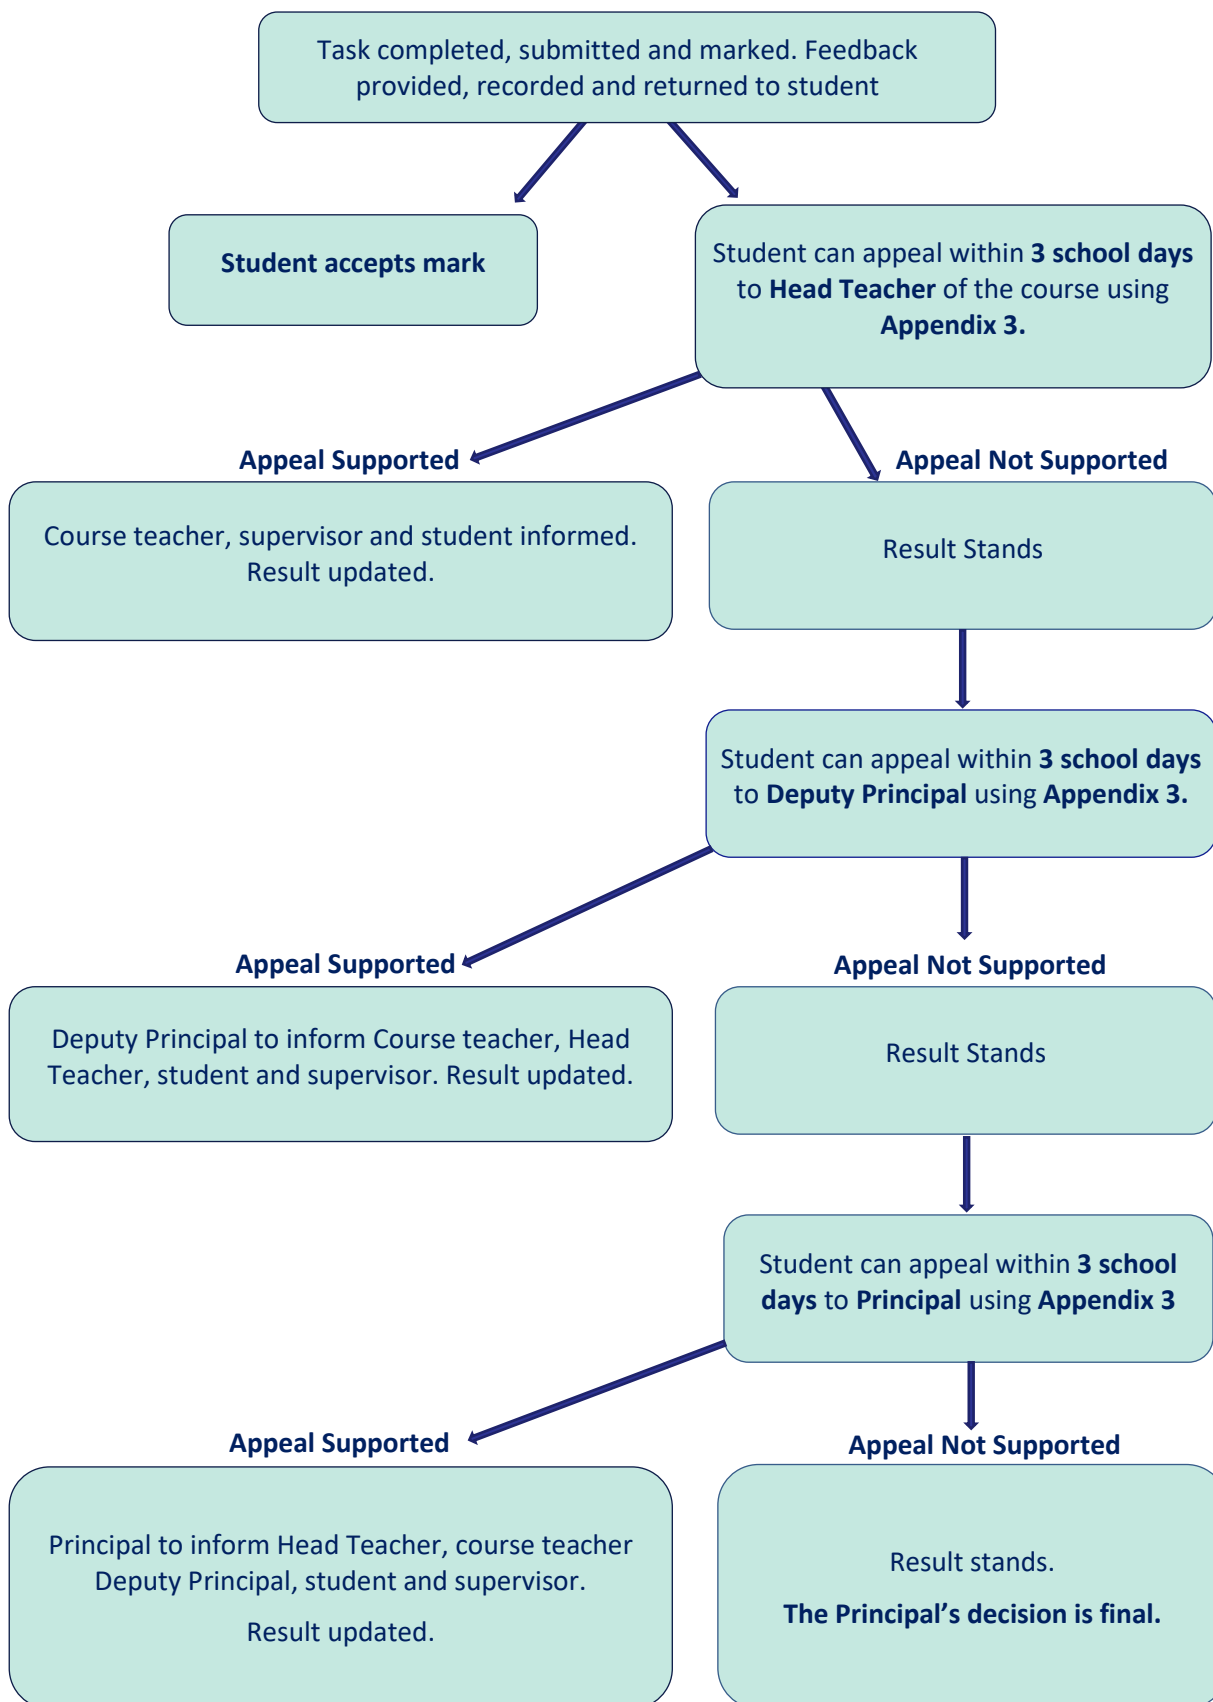 Task completed, submitted and marked. Feedback
provided, recorded and returned to student
Student accepts mark
Student can appeal within 3 school days
to Head Teacher of the course using
Appendix 3.
Appeal Supported
Appeal Not Supported
Course teacher, supervisor and student informed.
Result updated.
Result Stands
Student can appeal within 3 school days
to Deputy Principal using Appendix 3.
Appeal Supported
Appeal Not Supported
Deputy Principal to inform Course teacher, Head
Teacher, student and supervisor. Result updated.
Result Stands
Student can appeal within 3 school
days to Principal using Appendix 3
Appeal Supported
Appeal Not Supported
Principal to inform Head Teacher, course teacher
Deputy Principal, student and supervisor.
Result updated.
Result stands.
The Principal’s decision is final.